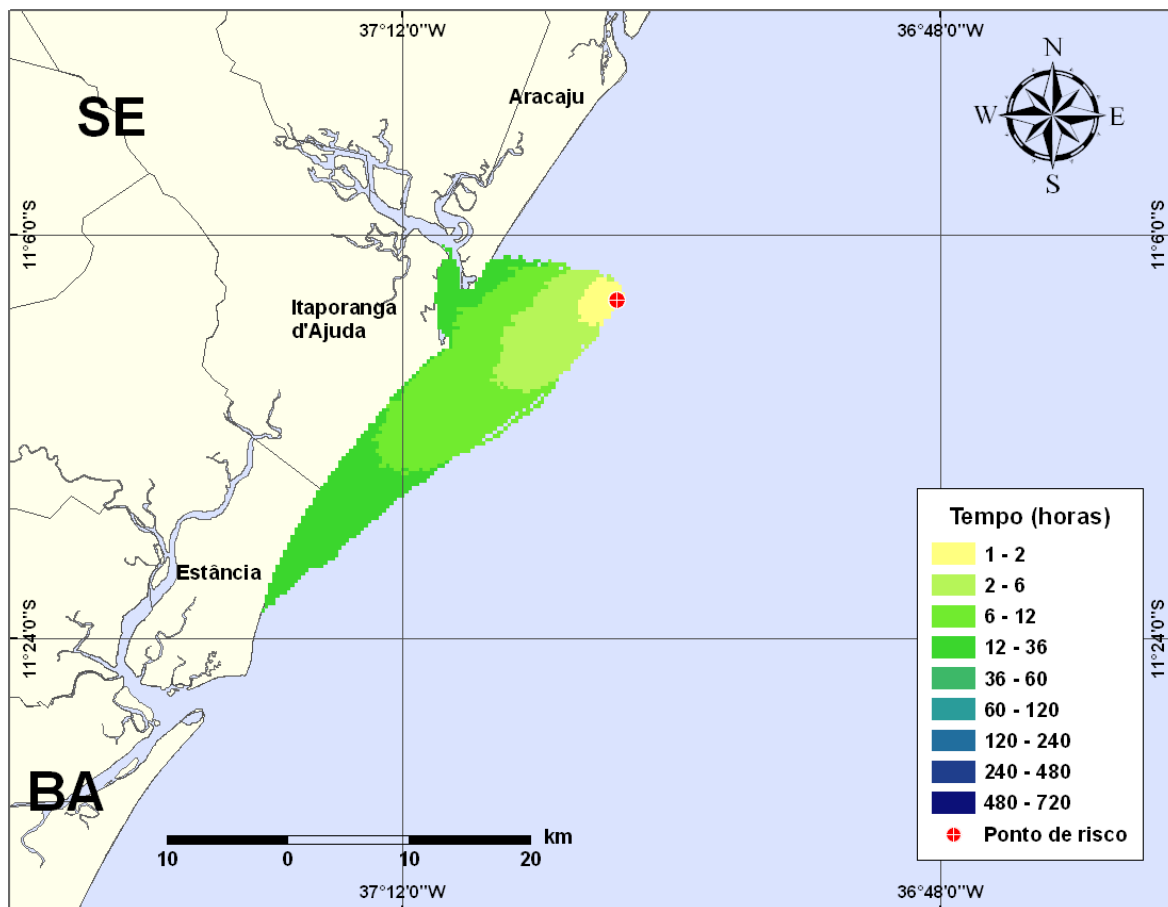 37°12'0"W
36°48'0"W
N
W
E
S
SE
Aracaju
11°6'0"S
11°6'0"S
Itaporanga
d'Ajuda
Estância
11°24'0"S
11°24'0"S
BA
Tempo (horas)
1 - 2
2 - 6
6 - 12
12 - 36
36 - 60
60 - 120
120 - 240
240 - 480
480 - 720
Ponto de risco
km
10 0 10 20
37°12'0"W
36°48'0"W